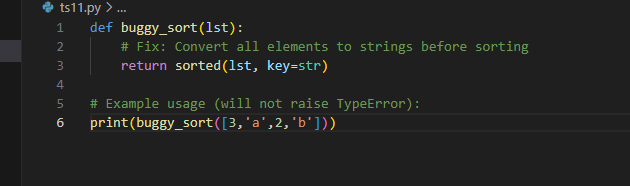 ts11.py > ...
1 def buggy_sort(lst):
2     # Fix: Convert all elements to strings before sorting
3     return sorted(lst, key=str)
4
5 # Example usage (will not raise TypeError):
6 print(buggy_sort([3,'a',2,'b']))